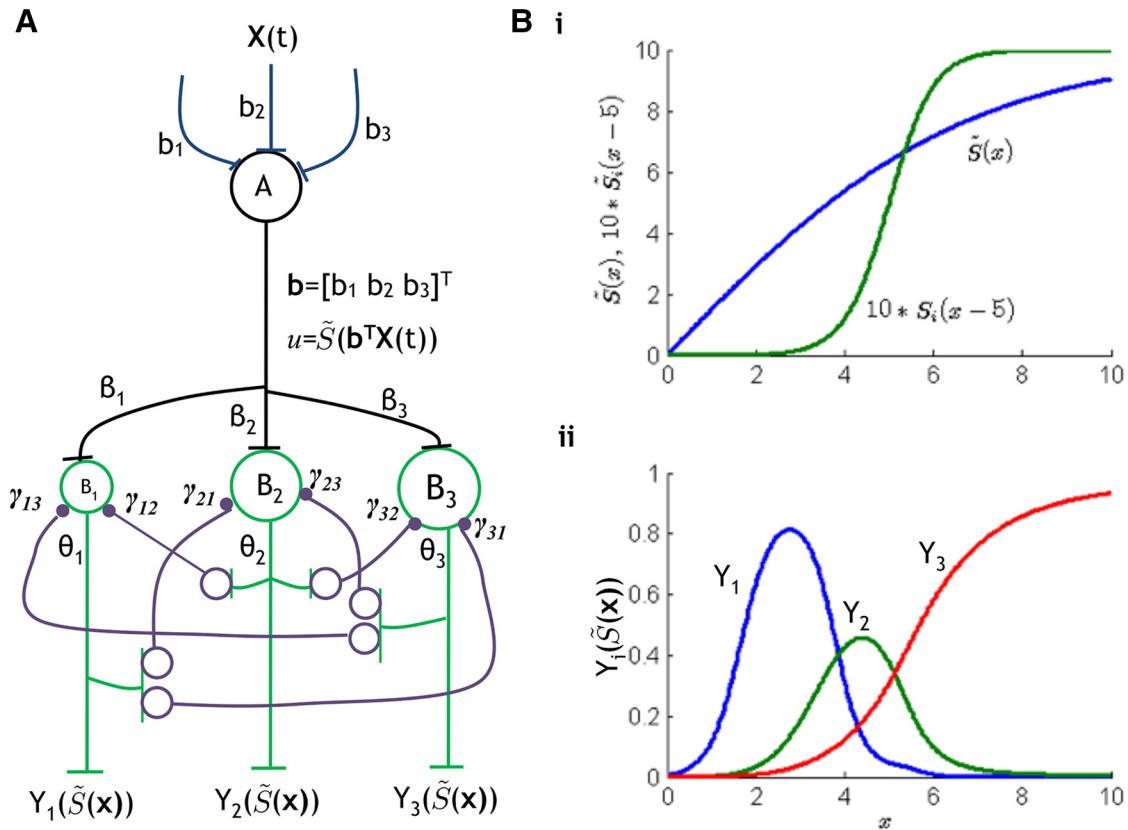 A
X(t)
b1
b2
b3
A
b=[b1 b2 b3]T
u=S̃(bTX(t))
β1
β2
β3
B1
B2
B3
γ13
γ12
γ21
γ23
γ32
γ31
θ1
θ2
θ3
Y1(S̃(x))
Y2(S̃(x))
Y3(S̃(x))
B i
S̃(x), 10 * S̃i(x − 5)
10
8
6
4
2
0
S̃(x)
10 * Si(x − 5)
0 2 4 6 8 10
ii
Yi(S̃(x))
1
0.8
0.6
0.4
0.2
0
Y1
Y2
Y3
0 2 4 6 8 10
x